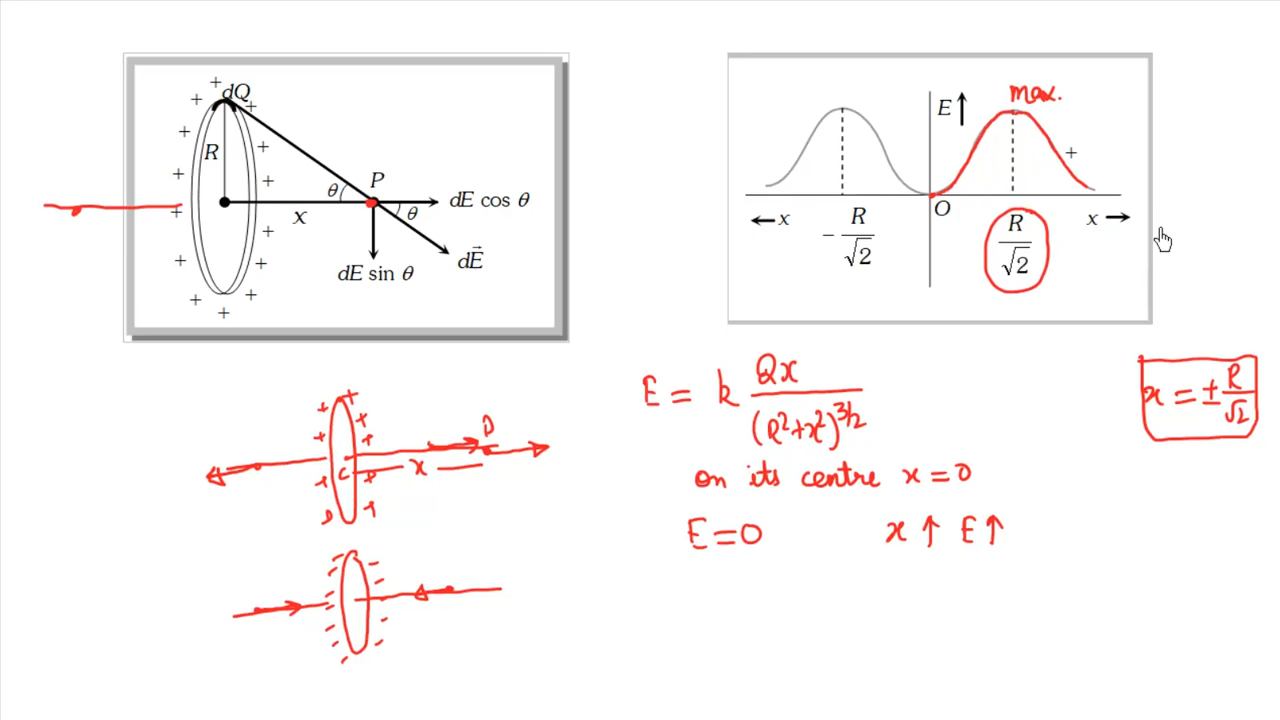 dQ
R
θ
P
x
θ
dE cos θ
dE sin θ
dE⃗
E
max.
+
O
x
− R/√2
R/√2
x
E = k Qx/(R²+x²)^3/2
x = ± R/√2
on its centre x = 0
E = 0 x ↑ E ↑
C
x